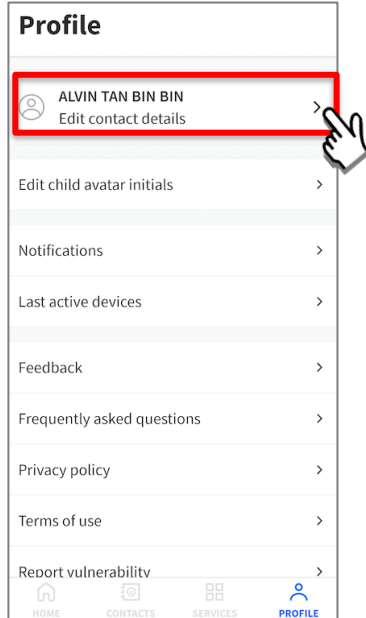 Profile
ALVIN TAN BIN BIN
Edit contact details
Edit child avatar initials
Notifications
Last active devices
Feedback
Frequently asked questions
Privacy policy
Terms of use
Report vulnerability
HOME CONTACTS SERVICES PROFILE